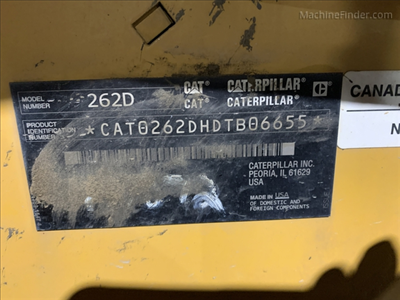 MachineFinder.com
MODEL NUMBER 262D CAT CATERPILLAR C
CAT CATERPILLAR
PRODUCT IDENTIFICATION NUMBER *CAT0262DHDTB06655*
CATERPILLAR INC.
PEORIA, IL 61629
USA
MADE IN USA
OF DOMESTIC AND
FOREIGN COMPONENTS
CANAD